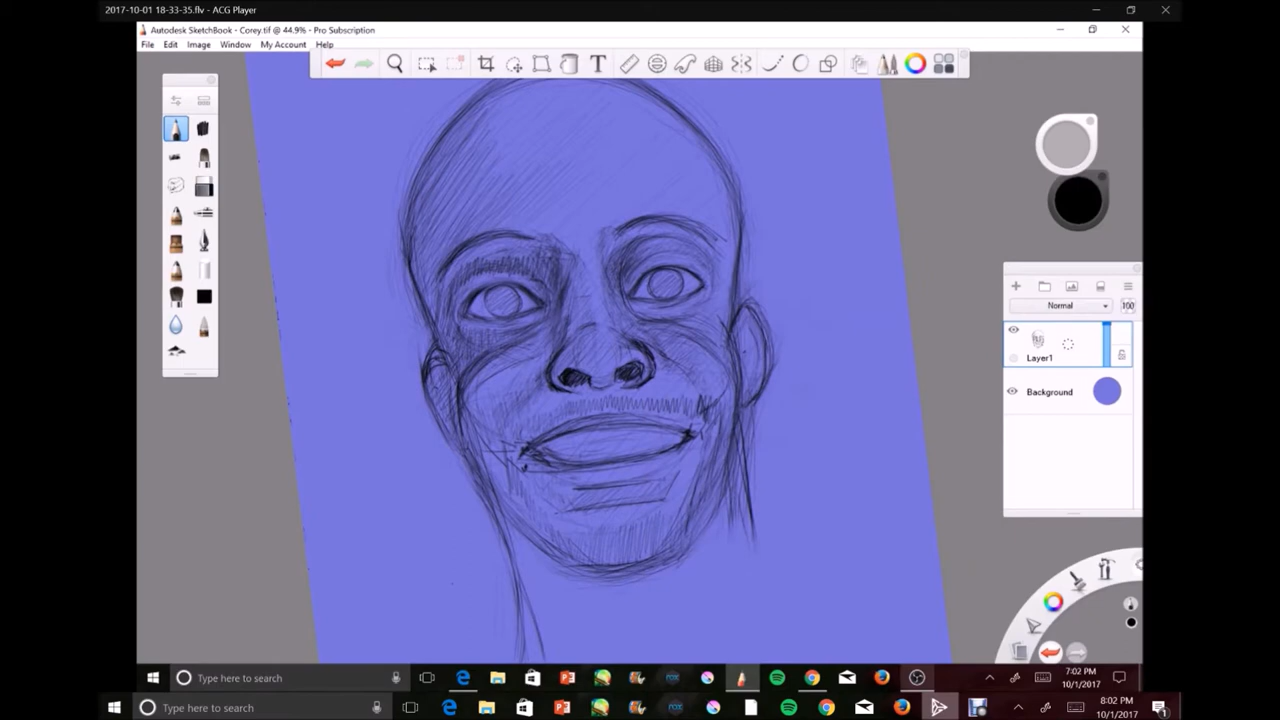 2017-10-01 18-33-35.flv - ACG Player
Autodesk SketchBook - Corey.tif @ 44.9% - Pro Subscription
File Edit Image Window My Account Help
T
Normal 100
Layer1
Background
Type here to search
7:02 PM
10/1/2017
Type here to search
8:02 PM
10/1/2017